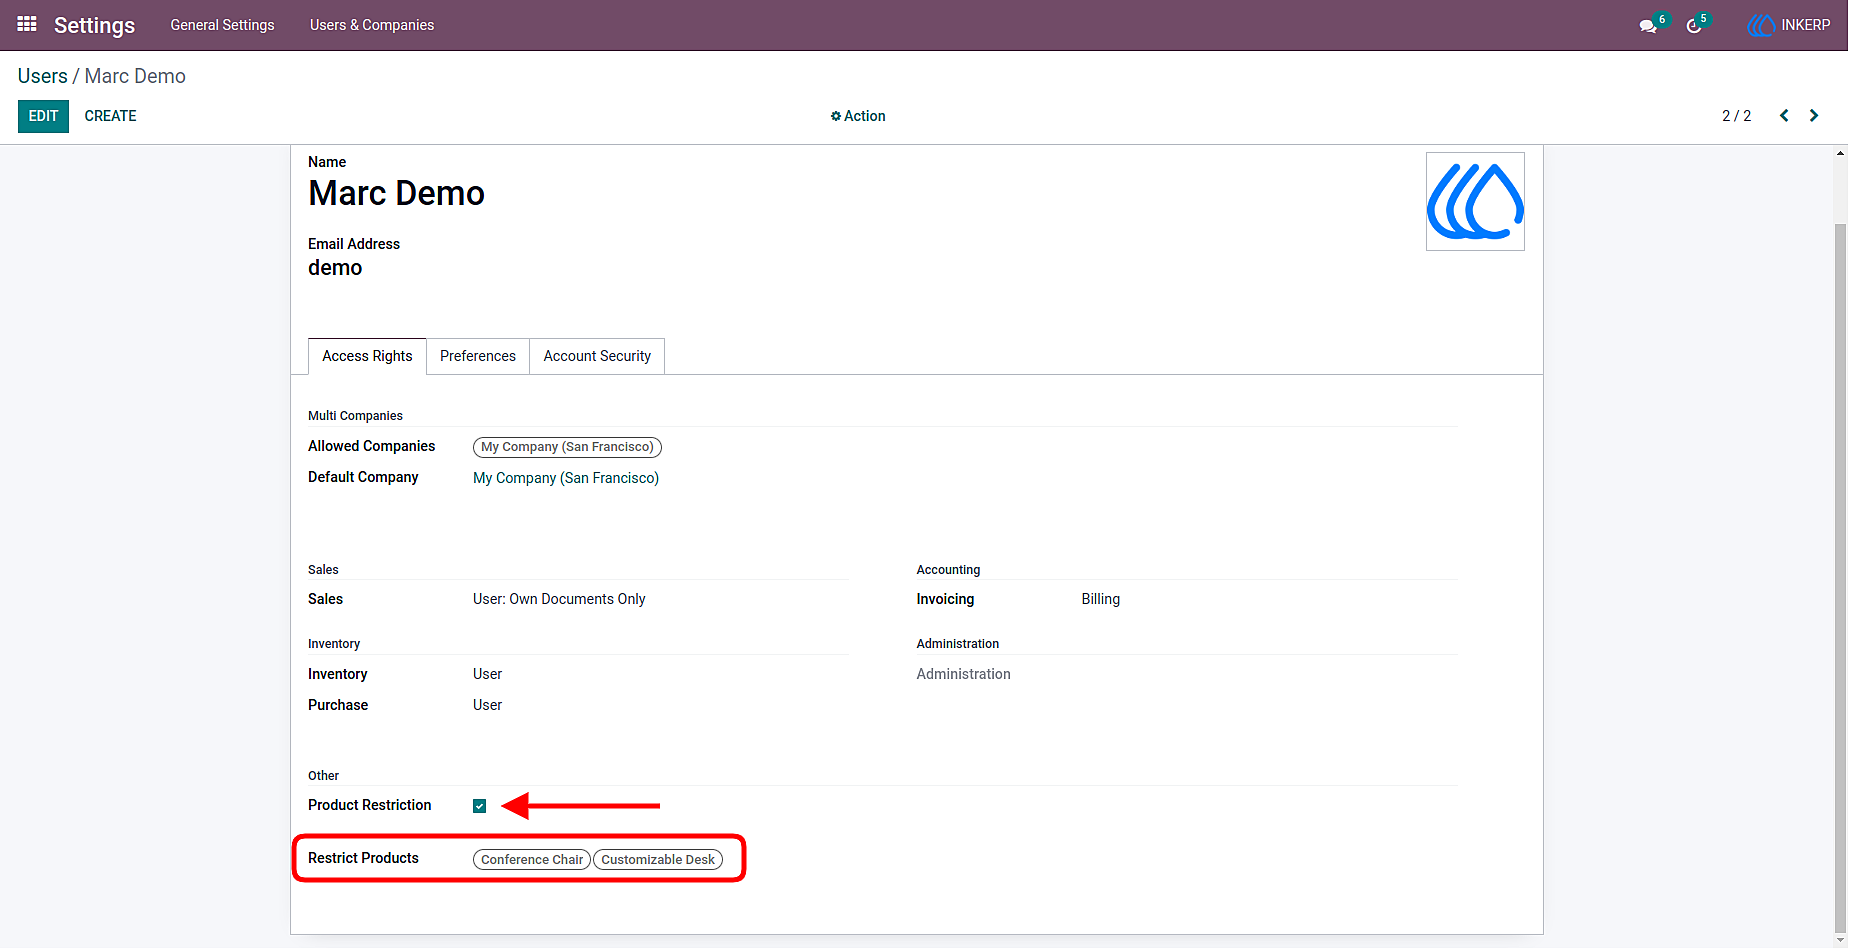 Settings General Settings Users & Companies 6 5 INKERP
Users / Marc Demo
EDIT CREATE Action 2 / 2
Name
Marc Demo
Email Address
demo
Access Rights Preferences Account Security
Multi Companies
Allowed Companies My Company (San Francisco)
Default Company My Company (San Francisco)
Sales Accounting
Sales User: Own Documents Only Invoicing Billing
Inventory Administration
Inventory User Administration
Purchase User
Other
Product Restriction
Restrict Products Conference Chair Customizable Desk